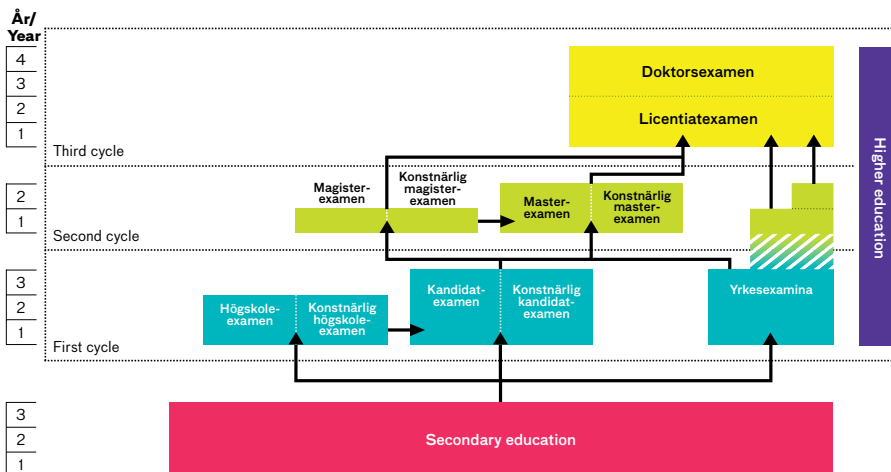 År/
Year
4
3
2
1
Doktorsexamen
Licentiatexamen
Third cycle
Higher education
2
1
Magister-
examen
Konstnärlig
magister-
examen
Master-
examen
Konstnärlig
master-
examen
Second cycle
3
2
1
Högskole-
examen
Konstnärlig
högskole-
examen
Kandidat-
examen
Konstnärlig
kandidat-
examen
Yrkesexamina
First cycle
3
2
1
Secondary education